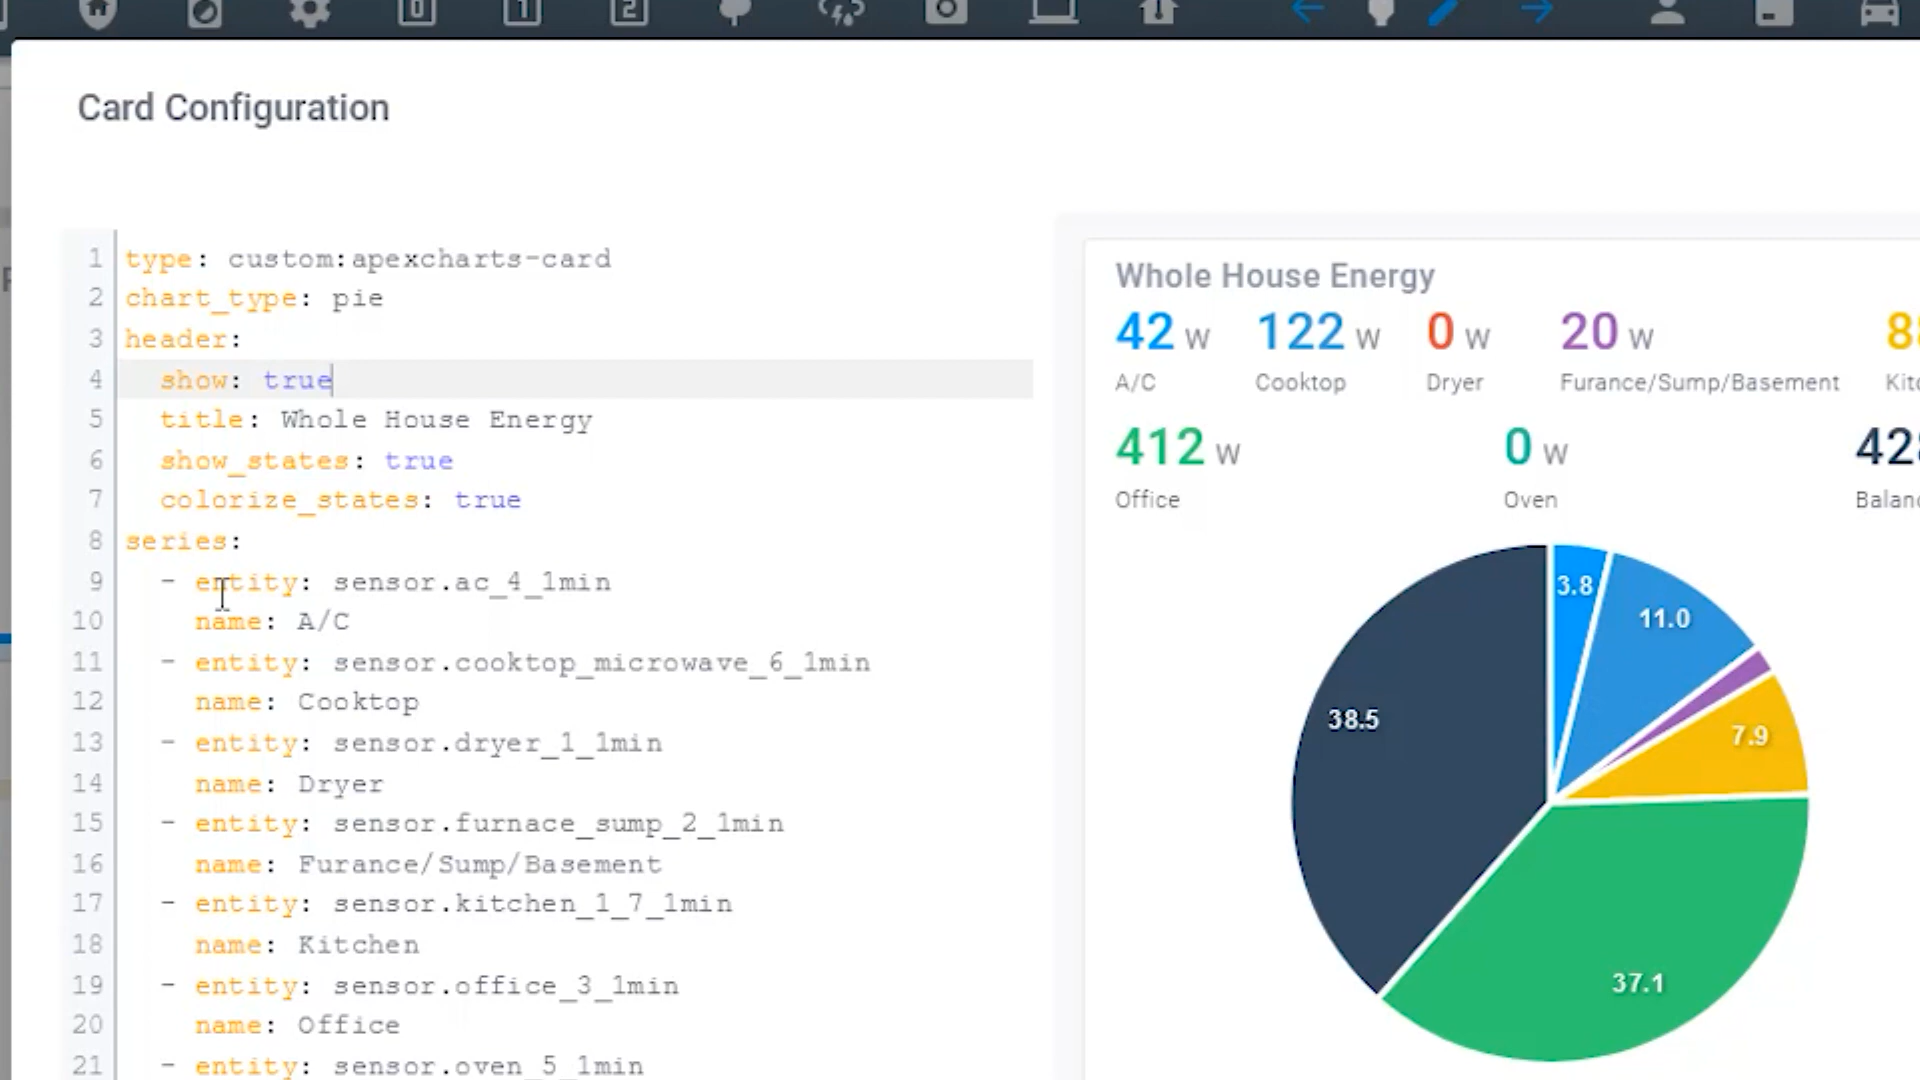 0 1 2
Card Configuration
1 type: custom:apexcharts-card
2 chart_type: pie
3 header:
4 show: true
5 title: Whole House Energy
6 show_states: true
7 colorize_states: true
8 series:
9 - entity: sensor.ac_4_1min
10 name: A/C
11 - entity: sensor.cooktop_microwave_6_1min
12 name: Cooktop
13 - entity: sensor.dryer_1_1min
14 name: Dryer
15 - entity: sensor.furnace_sump_2_1min
16 name: Furance/Sump/Basement
17 - entity: sensor.kitchen_1_7_1min
18 name: Kitchen
19 - entity: sensor.office_3_1min
20 name: Office
21 - entity: sensor.oven_5_1min
Whole House Energy
42 W 122 W 0 W 20 W
A/C Cooktop Dryer Furance/Sump/Basement
412 W 0 W
Office Oven
3.8
11.0
38.5
7.9
37.1